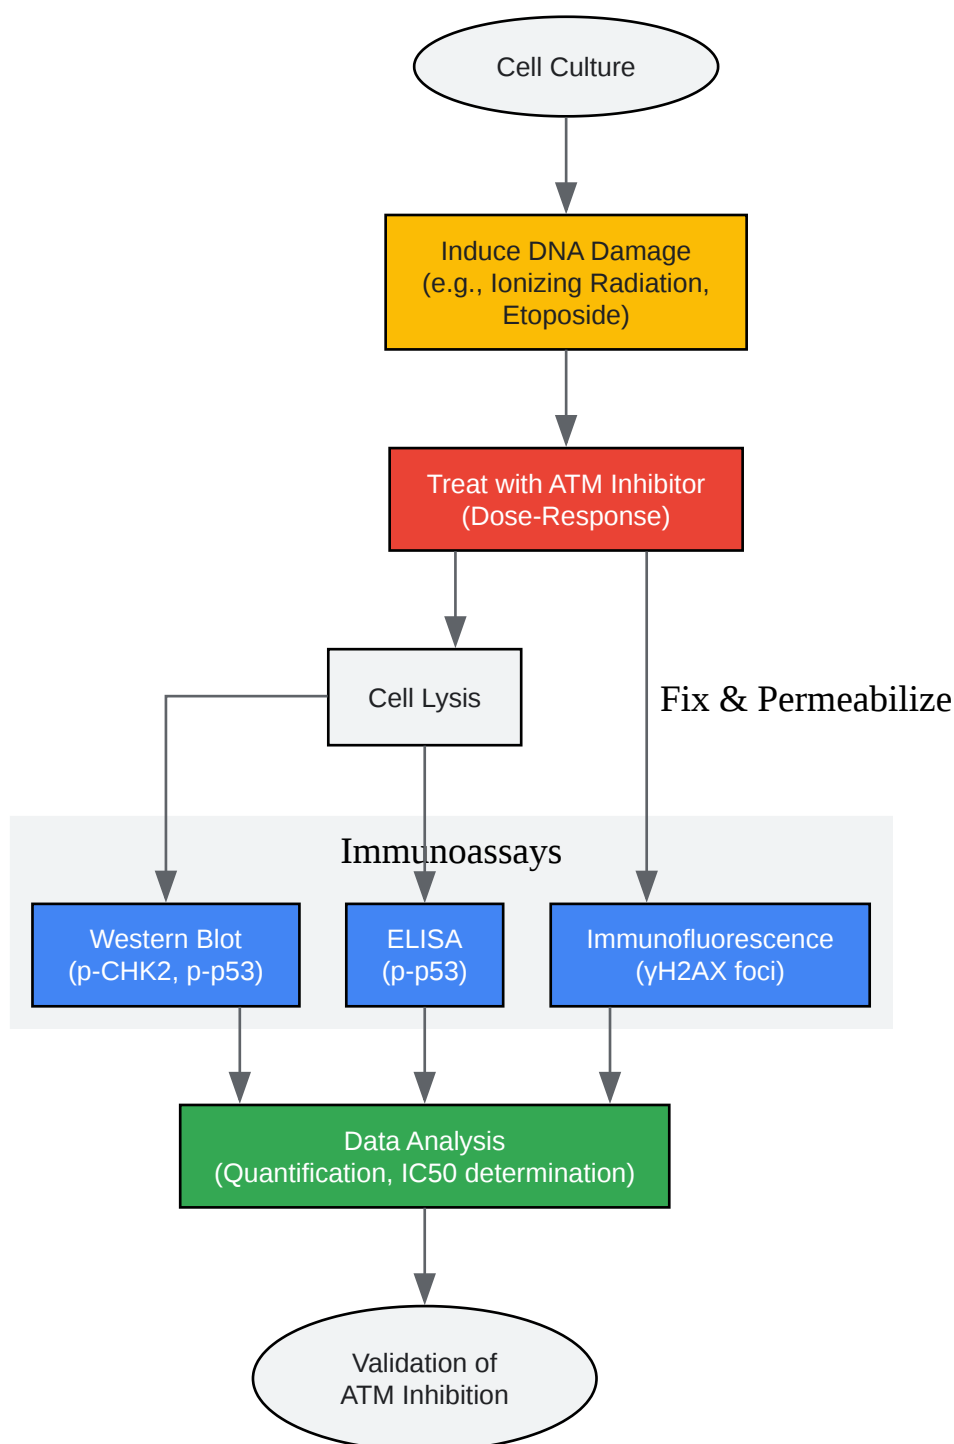 Cell Culture
Induce DNA Damage
(e.g., Ionizing Radiation,
Etoposide)
Treat with ATM Inhibitor
(Dose-Response)
Cell Lysis
Fix & Permeabilize
Immunoassays
Western Blot
(p-CHK2, p-p53)
ELISA
(p-p53)
Immunofluorescence
(γH2AX foci)
Data Analysis
(Quantification, IC50 determination)
Validation of
ATM Inhibition